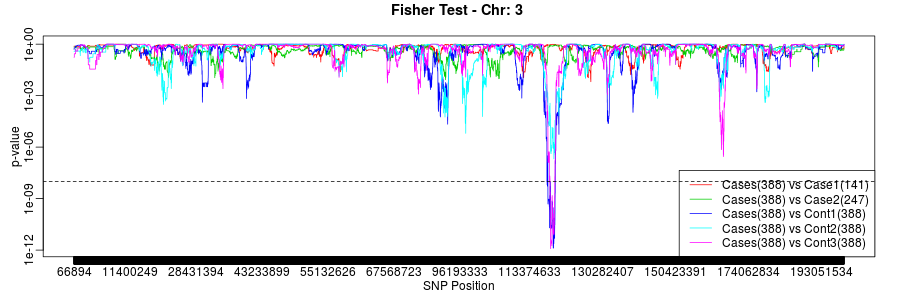 Fisher Test - Chr: 3
p-value
1e+00
1e-03
1e-06
1e-09
1e-12
Cases(388) vs Case1(141)
Cases(388) vs Case2(247)
Cases(388) vs Cont1(388)
Cases(388) vs Cont2(388)
Cases(388) vs Cont3(388)
66894 11400249 28431394 43233899 55132626 67568723 96193333 113374633 130282407 150423391 174062834 193051534
SNP Position